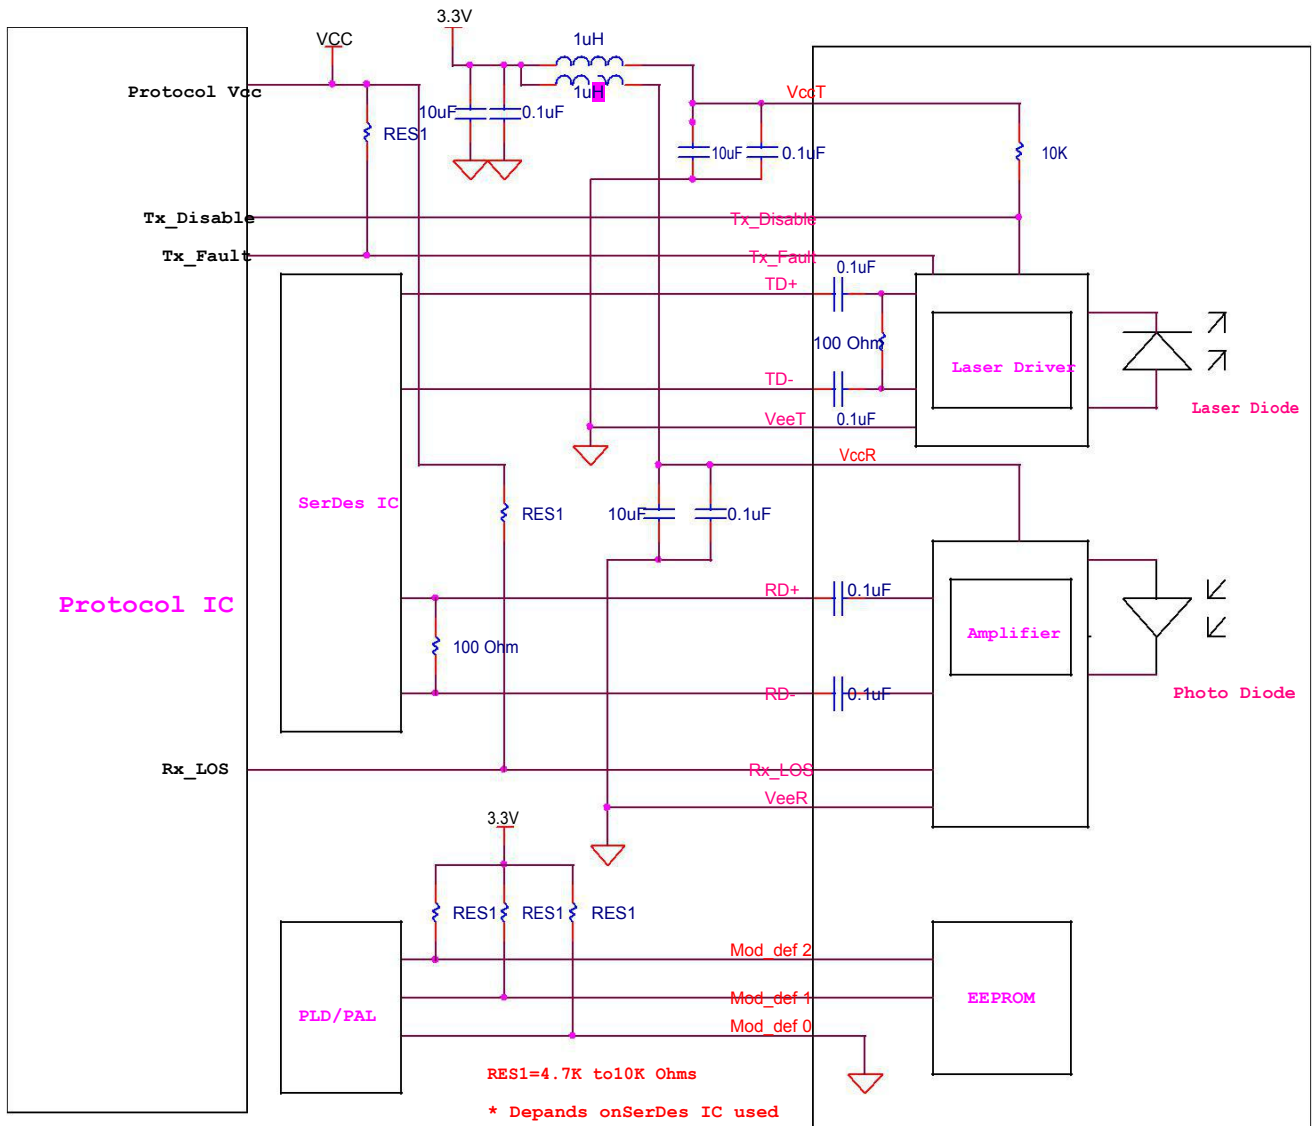 3.3V
VCC
1uH
Protocol Vcc
1uH
VccT
10uF
0.1uF
RES1
10uF
0.1uF
10K
Tx_Disable
Tx_Disable
Tx_Fault
Tx_Fault
0.1uF
TD+
100 Ohm
Laser Driver
TD-
Laser Diode
VeeT
0.1uF
VccR
SerDes IC
RES1
10uF
0.1uF
Protocol IC
RD+
0.1uF
Amplifier
100 Ohm
RD-
0.1uF
Photo Diode
Rx_LOS
Rx_LOS
VeeR
3.3V
RES1
RES1
RES1
Mod_def 2
Mod_def 1
EEPROM
PLD/PAL
Mod_def 0
RES1=4.7K to10K Ohms
* Depands onSerDes IC used